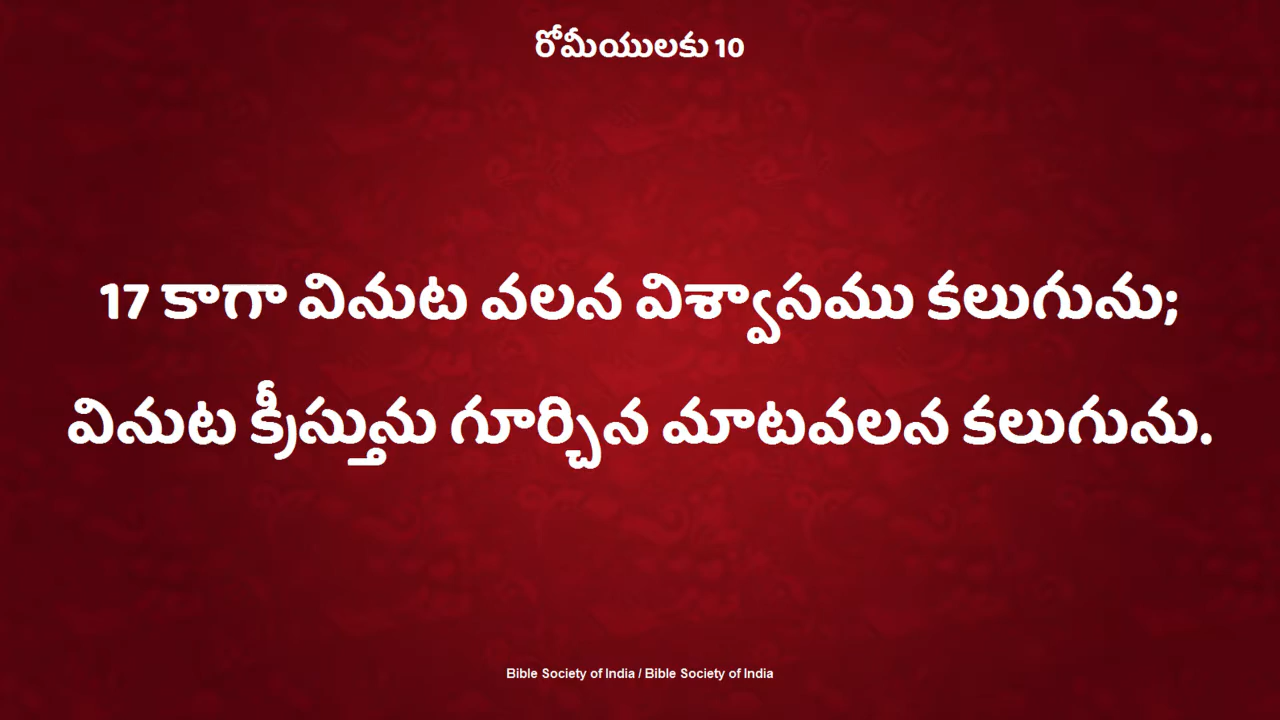 రోమీయులకు 10
17 కాగా వినుట వలన విశ్వాసము కలుగును;
వినుట క్రీస్తును గూర్చిన మాటవలన కలుగును.
Bible Society of India / Bible Society of India